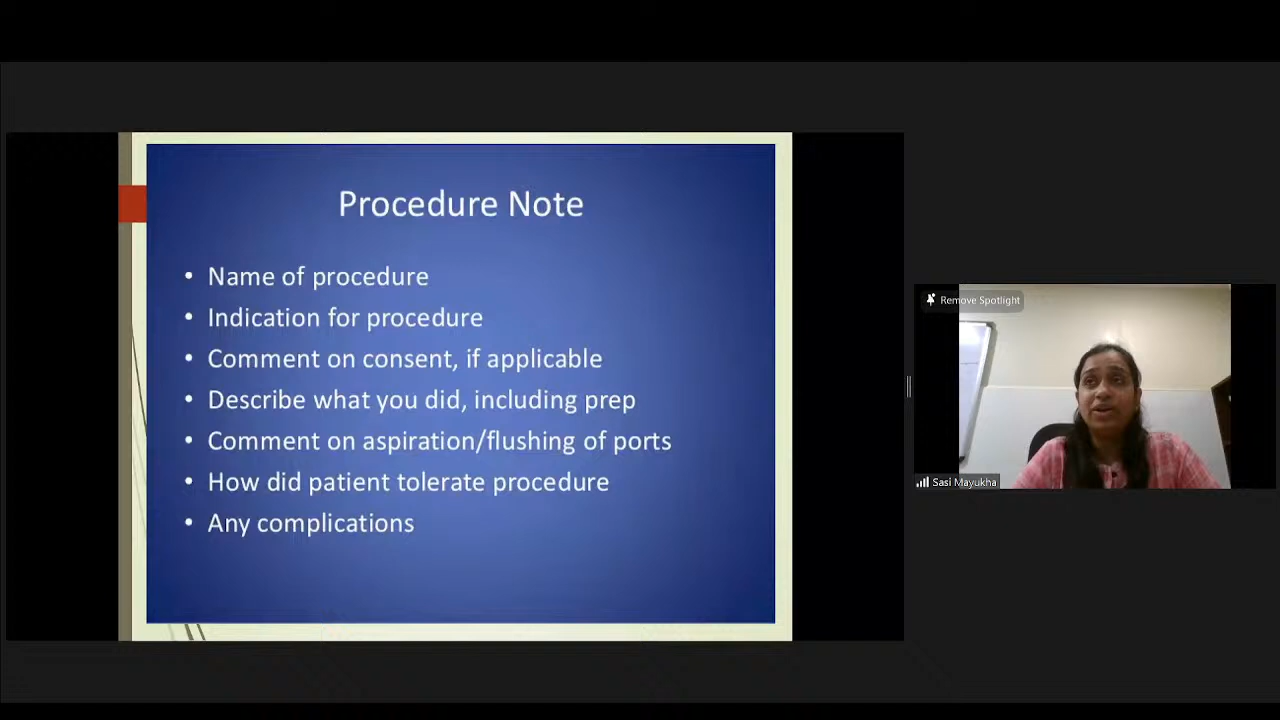 Procedure Note
• Name of procedure
• Indication for procedure
• Comment on consent, if applicable
• Describe what you did, including prep
• Comment on aspiration/flushing of ports
• How did patient tolerate procedure
• Any complications
Remove Spotlight
Sasi Mayukha